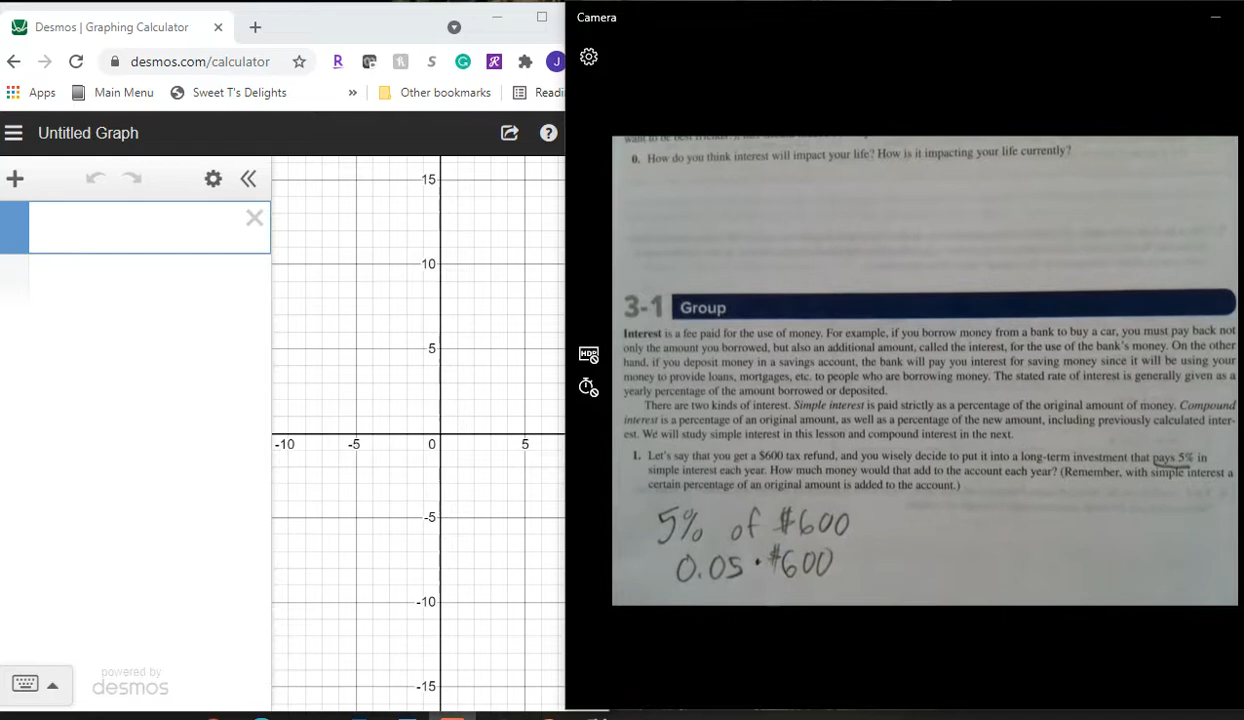 Desmos | Graphing Calculator
desmos.com/calculator
Apps
Main Menu
Sweet T's Delights
»
Other bookmarks
Readi
Untitled Graph
15
10
5
-10
-5
0
5
-5
-10
-15
powered by
desmos
Camera
0. How do you think interest will impact your life? How is it impacting your life currently?
3-1 Group
Interest is a fee paid for the use of money. For example, if you borrow money from a bank to buy a car, you must pay back not
only the amount you borrowed, but also an additional amount, called the interest, for the use of the bank's money. On the other
hand, if you deposit money in a savings account, the bank will pay you interest for saving money since it will be using your
money to provide loans, mortgages, etc. to people who are borrowing money. The stated rate of interest is generally given as a
yearly percentage of the amount borrowed or deposited.
There are two kinds of interest. Simple interest is paid strictly as a percentage of the original amount of money. Compound
interest is a percentage of an original amount, as well as a percentage of the new amount, including previously calculated inter-
est. We will study simple interest in this lesson and compound interest in the next.
1. Let's say that you get a $600 tax refund, and you wisely decide to put it into a long-term investment that pays 5% in
simple interest each year. How much money would that add to the account each year? (Remember, with simple interest a
certain percentage of an original amount is added to the account.)
5% of $600
0.05 · $600